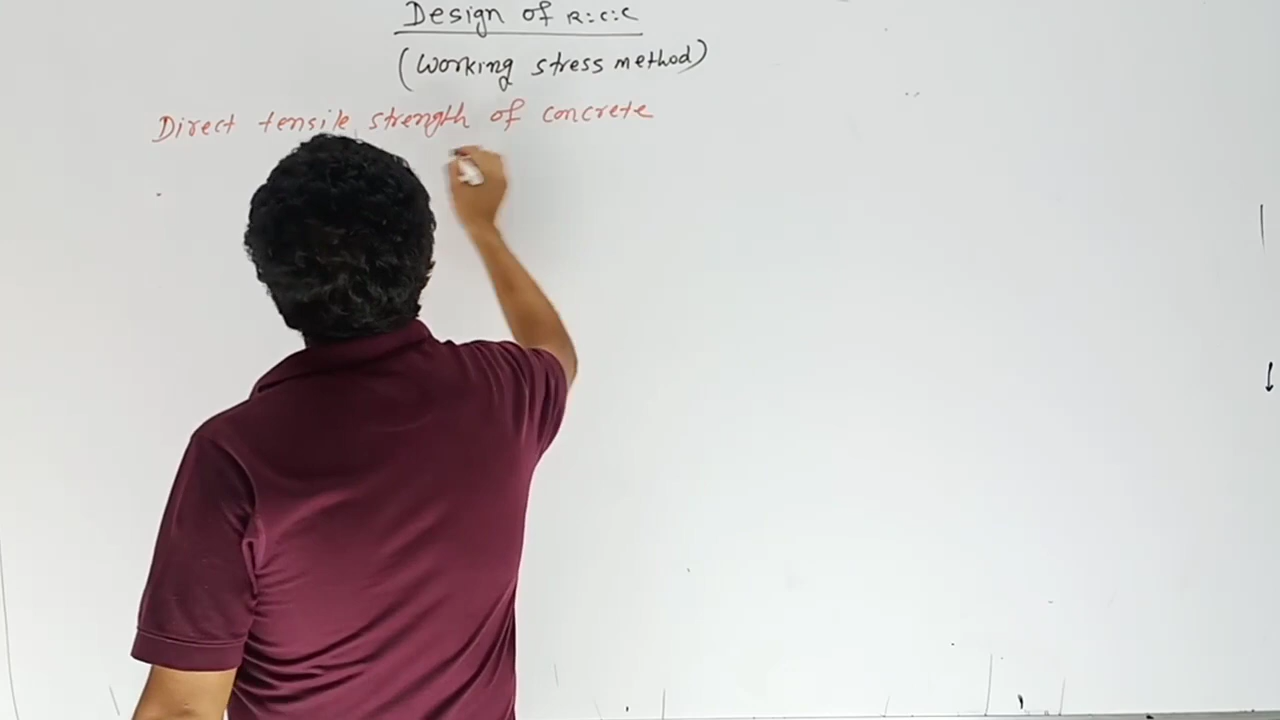 Design of R:C:C
(Working stress method)
Direct tensile strength of concrete